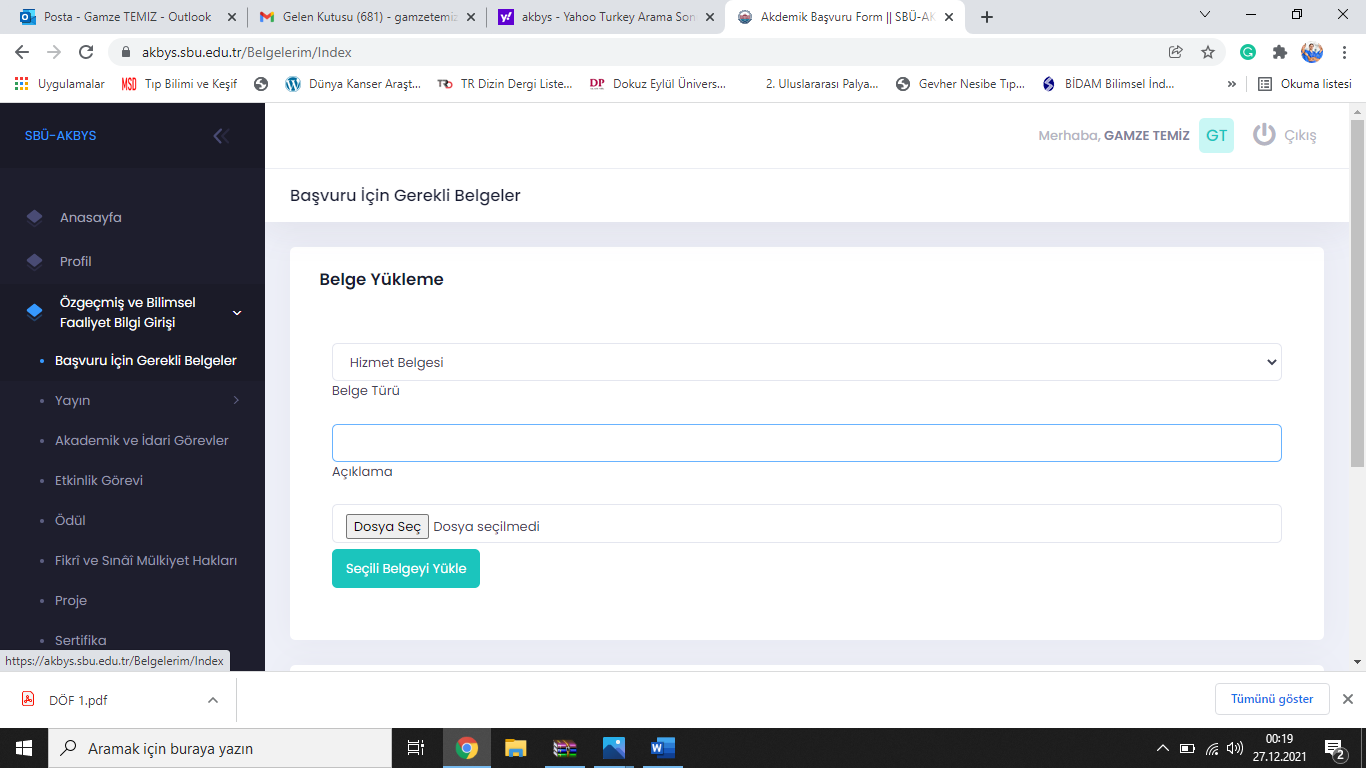 Posta - Gamze TEMIZ - Outlook
Gelen Kutusu (681) - gamzetemiz
akbys - Yahoo Turkey Arama Son
Akdemik Başvuru Form || SBÜ-AK
akbys.sbu.edu.tr/Belgelerim/Index
Uygulamalar
MSD Tıp Bilimi ve Keşif
Dünya Kanser Araşt...
TR Dizin Dergi Liste...
DP Dokuz Eylül Ünivers...
2. Uluslararası Palya...
Gevher Nesibe Tıp...
BİDAM Bilimsel İnd...
»
Okuma listesi
SBÜ-AKBYS
Merhaba, GAMZE TEMİZ GT Çıkış
Başvuru İçin Gerekli Belgeler
Anasayfa
Profil
Özgeçmiş ve Bilimsel
Faaliyet Bilgi Girişi
Başvuru İçin Gerekli Belgeler
Yayın
Akademik ve İdari Görevler
Etkinlik Görevi
Ödül
Fikrî ve Sınâî Mülkiyet Hakları
Proje
Sertifika
Belge Yükleme
Hizmet Belgesi
Belge Türü
Açıklama
Dosya Seç Dosya seçilmedi
Seçili Belgeyi Yükle
https://akbys.sbu.edu.tr/Belgelerim/Index
DÖF 1.pdf
Tümünü göster
Aramak için buraya yazın
00:19
27.12.2021
2